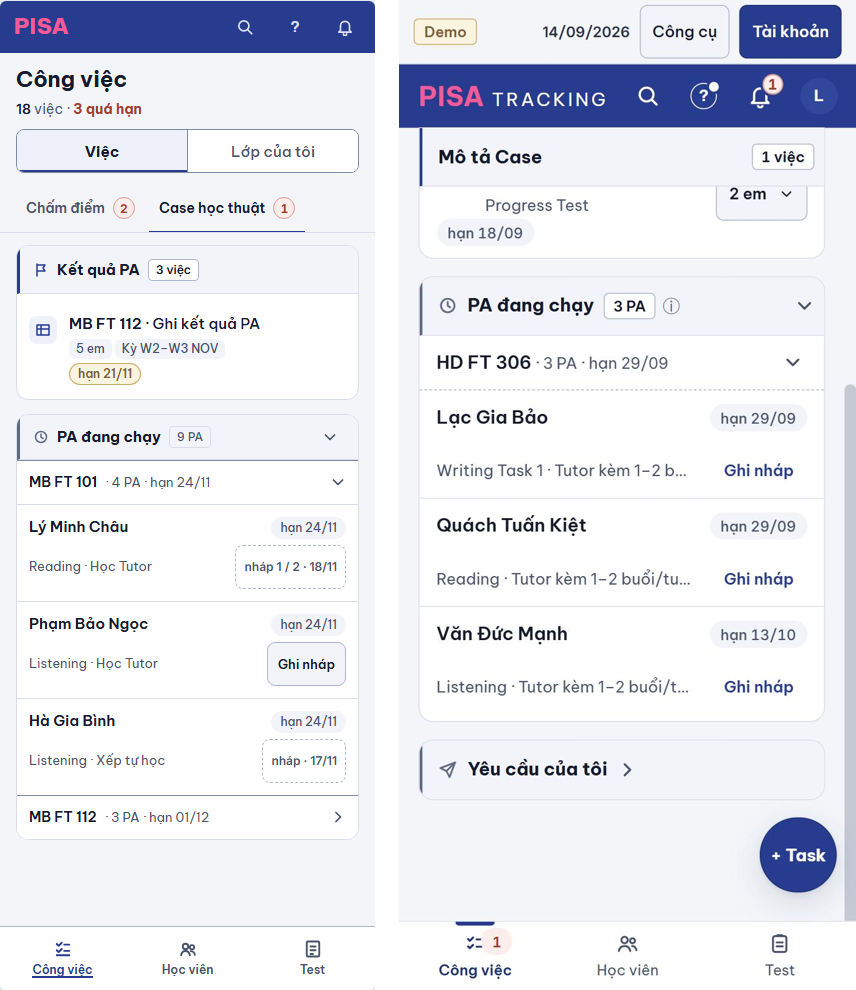 PISA
?
Công việc
18 việc · 3 quá hạn
Việc
Lớp của tôi
Chấm điểm 2
Case học thuật 1
Kết quả PA 3 việc
MB FT 112 · Ghi kết quả PA
5 em Kỳ W2–W3 NOV
hạn 21/11
PA đang chạy 9 PA
MB FT 101 · 4 PA · hạn 24/11
Lý Minh Châu hạn 24/11
Reading · Học Tutor nháp 1 / 2 · 18/11
Phạm Bảo Ngọc hạn 24/11
Listening · Học Tutor Ghi nháp
Hà Gia Bình hạn 24/11
Listening · Xếp tự học nháp · 17/11
MB FT 112 · 3 PA · hạn 01/12
Công việc Học viên Test
Demo 14/09/2026 Công cụ Tài khoản
PISA TRACKING ? 1 L
Mô tả Case 1 việc
2 em
Progress Test
hạn 18/09
PA đang chạy 3 PA
HD FT 306 · 3 PA · hạn 29/09
Lạc Gia Bảo hạn 29/09
Writing Task 1 · Tutor kèm 1–2 b... Ghi nháp
Quách Tuấn Kiệt hạn 29/09
Reading · Tutor kèm 1–2 buổi/tu... Ghi nháp
Văn Đức Mạnh hạn 13/10
Listening · Tutor kèm 1–2 buổi/t... Ghi nháp
Yêu cầu của tôi
+ Task
1
Công việc Học viên Test